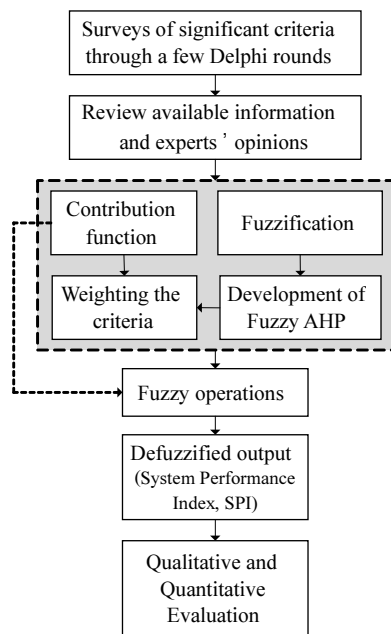 Surveys of significant criteria
through a few Delphi rounds
Review available information
and experts ’ opinions
Contribution
function
Fuzzification
Weighting the
criteria
Development of
Fuzzy AHP
Fuzzy operations
Defuzzified output
(System Performance
Index, SPI)
Qualitative and
Quantitative
Evaluation